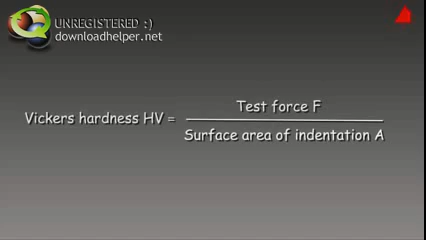 UNREGISTERED :)
downloadhelper.net
Test force F
Vickers hardness HV =
Surface area of indentation A